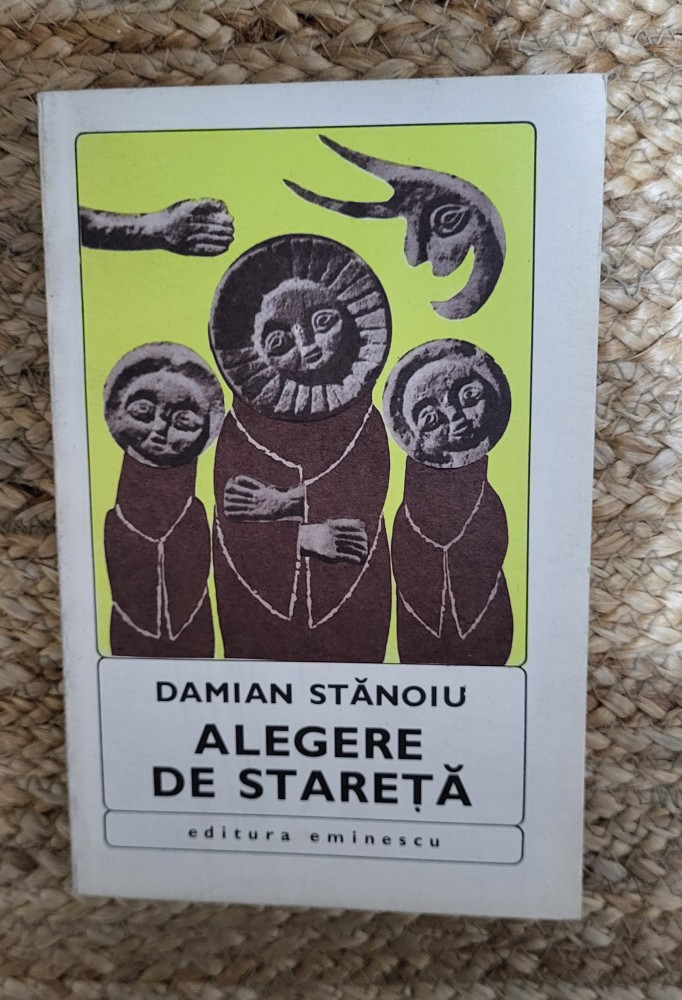 DAMIAN STĂNOIU
ALEGERE
DE STAREȚĂ
editura eminescu